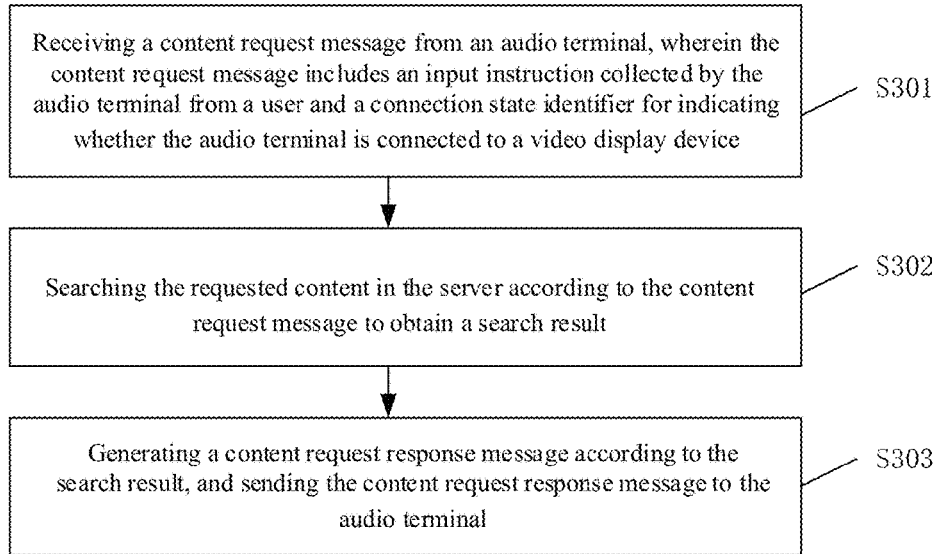 Receiving a content request message from an audio terminal, wherein the
content request message includes an input instruction collected by the
audio terminal from a user and a connection state identifier for indicating
whether the audio terminal is connected to a video display device
S301
Searching the requested content in the server according to the content
request message to obtain a search result
S302
Generating a content request response message according to the
search result, and sending the content request response message to the
audio terminal
S303